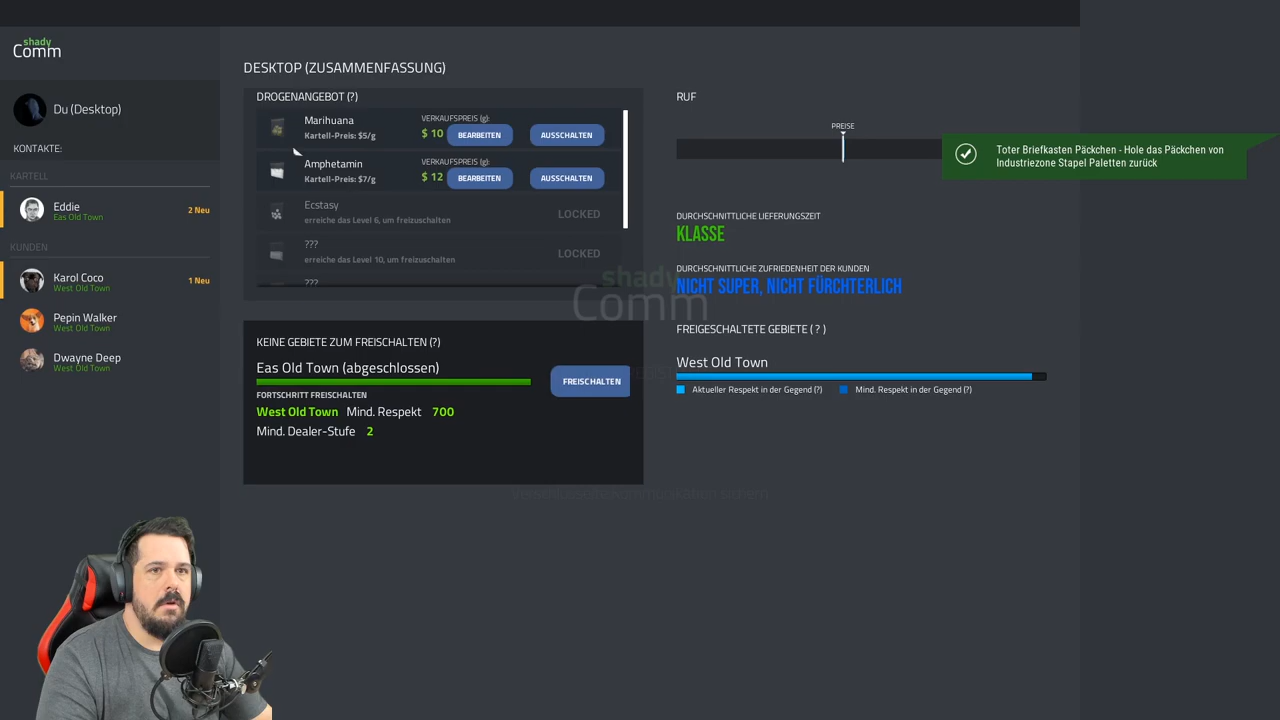 shady
Comm
Du (Desktop)
KONTAKTE:
KARTELL
Eddie
Eas Old Town
2 Neu
KUNDEN
Karol Coco
West Old Town
1 Neu
Pepin Walker
West Old Town
Dwayne Deep
West Old Town
DESKTOP (ZUSAMMENFASSUNG)
DROGENANGEBOT (?)
Marihuana
Kartell-Preis: $5/g
VERKAUFSPREIS (g):
$ 10
BEARBEITEN
AUSSCHALTEN
Amphetamin
Kartell-Preis: $7/g
VERKAUFSPREIS (g):
$ 12
BEARBEITEN
AUSSCHALTEN
Ecstasy
erreiche das Level 6, um freizuschalten
LOCKED
???
erreiche das Level 10, um freizuschalten
LOCKED
???
shady
Comm
KEINE GEBIETE ZUM FREISCHALTEN (?)
Eas Old Town (abgeschlossen)
FREISCHALTEN
FORTSCHRITT FREISCHALTEN
West Old Town Mind. Respekt 700
Mind. Dealer-Stufe 2
RUF
PREISE
Toter Briefkasten Päckchen - Hole das Päckchen von
Industriezone Stapel Paletten zurück
DURCHSCHNITTLICHE LIEFERUNGSZEIT
KLASSE
DURCHSCHNITTLICHE ZUFRIEDENHEIT DER KUNDEN
NICHT SUPER, NICHT FÜRCHTERLICH
FREIGESCHALTETE GEBIETE ( ? )
West Old Town
Aktueller Respekt in der Gegend (?)
Mind. Respekt in der Gegend (?)